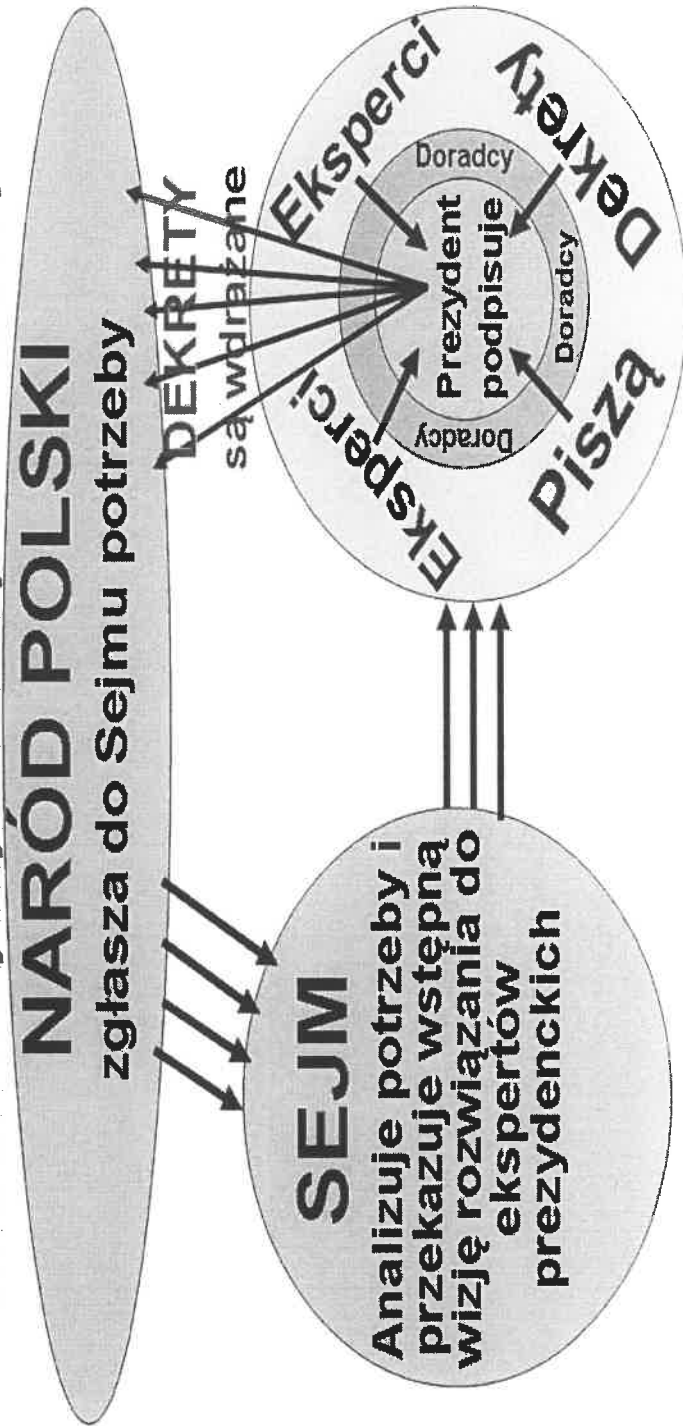 NARÓD POLSKI
zgłasza do Sejmu potrzeby
SEJM
Analizuje potrzeby i
przekazuje wstępną
wizję rozwiązania do
ekspertów
prezydenckich
DEKRETY
są wdrażane
Eksperci
Eksperci
Piszą
Dekrety
Doradcy
Doradcy
Doradcy
Prezydent
podpisuje